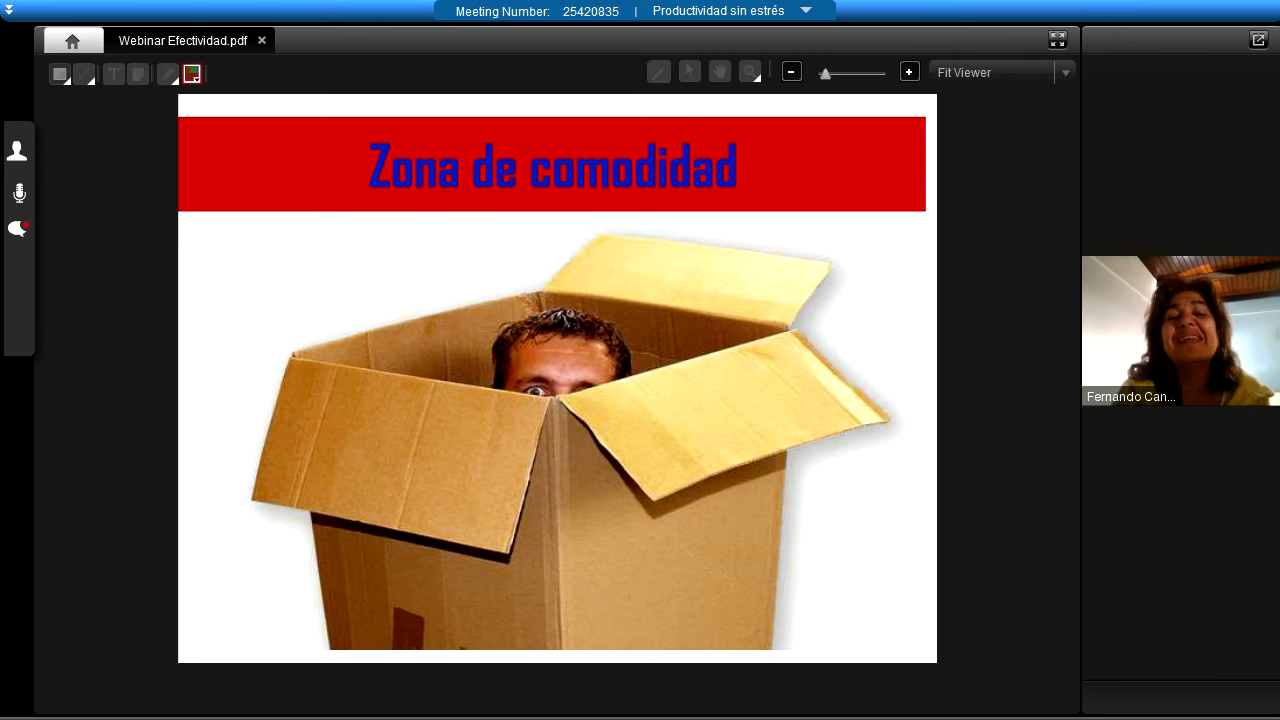 Meeting Number: 25420835 | Productividad sin estrés
Webinar Efectividad.pdf
T
Fit Viewer
Zona de comodidad
Fernando Can...